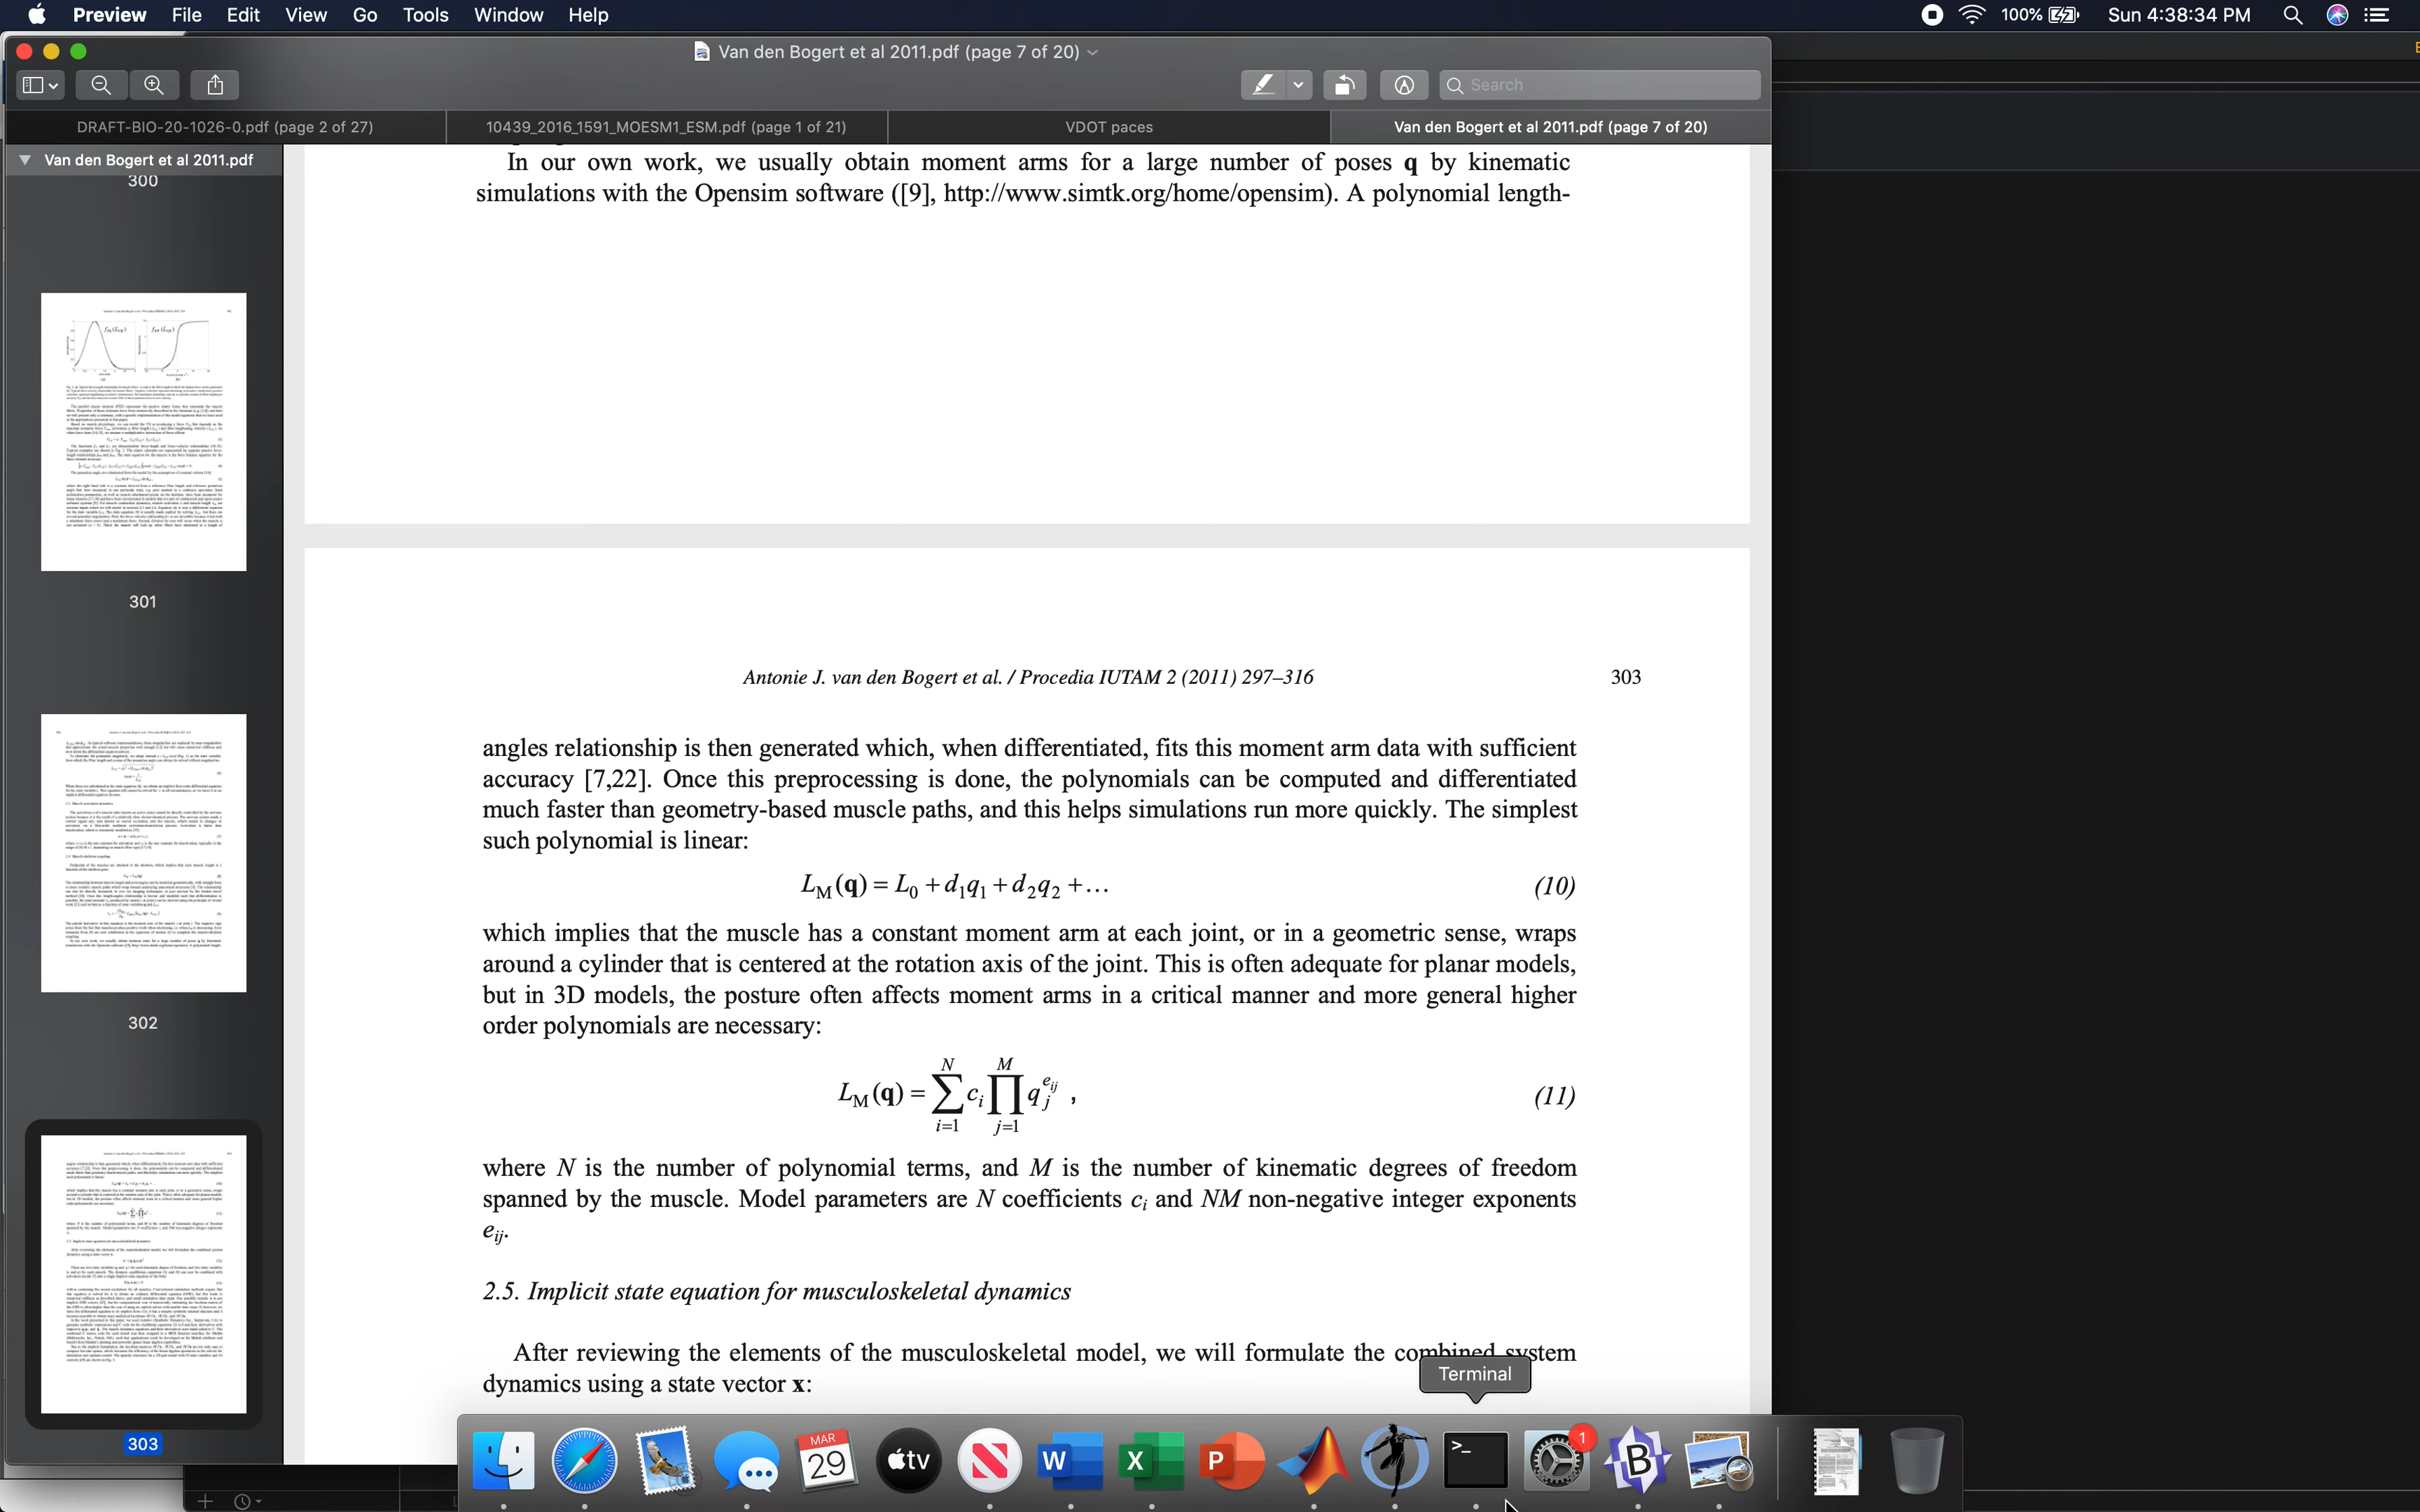 Preview File Edit View Go Tools Window Help 100% Sun 4:38:34 PM
Van den Bogert et al 2011.pdf (page 7 of 20)
Search
DRAFT-BIO-20-1026-0.pdf (page 2 of 27) 10439_2016_1591_MOESM1_ESM.pdf (page 1 of 21) VDOT paces Van den Bogert et al 2011.pdf (page 7 of 20)
Van den Bogert et al 2011.pdf
300
301
302
303
In our own work, we usually obtain moment arms for a large number of poses q by kinematic
simulations with the Opensim software ([9], http://www.simtk.org/home/opensim). A polynomial length-
Antonie J. van den Bogert et al. / Procedia IUTAM 2 (2011) 297–316 303
angles relationship is then generated which, when differentiated, fits this moment arm data with sufficient
accuracy [7,22]. Once this preprocessing is done, the polynomials can be computed and differentiated
much faster than geometry-based muscle paths, and this helps simulations run more quickly. The simplest
such polynomial is linear:
L_M(q) = L_0 + d_1q_1 + d_2q_2 + ... (10)
which implies that the muscle has a constant moment arm at each joint, or in a geometric sense, wraps
around a cylinder that is centered at the rotation axis of the joint. This is often adequate for planar models,
but in 3D models, the posture often affects moment arms in a critical manner and more general higher
order polynomials are necessary:
L_M(q) = ∑_{i=1}^{N} c_i ∏_{j=1}^{M} q_j^{e_ij} , (11)
where N is the number of polynomial terms, and M is the number of kinematic degrees of freedom
spanned by the muscle. Model parameters are N coefficients c_i and NM non-negative integer exponents
e_ij.
2.5. Implicit state equation for musculoskeletal dynamics
After reviewing the elements of the musculoskeletal model, we will formulate the combined system
dynamics using a state vector x:
Terminal
MAR
29
tv
W
X
P
>_
1
B